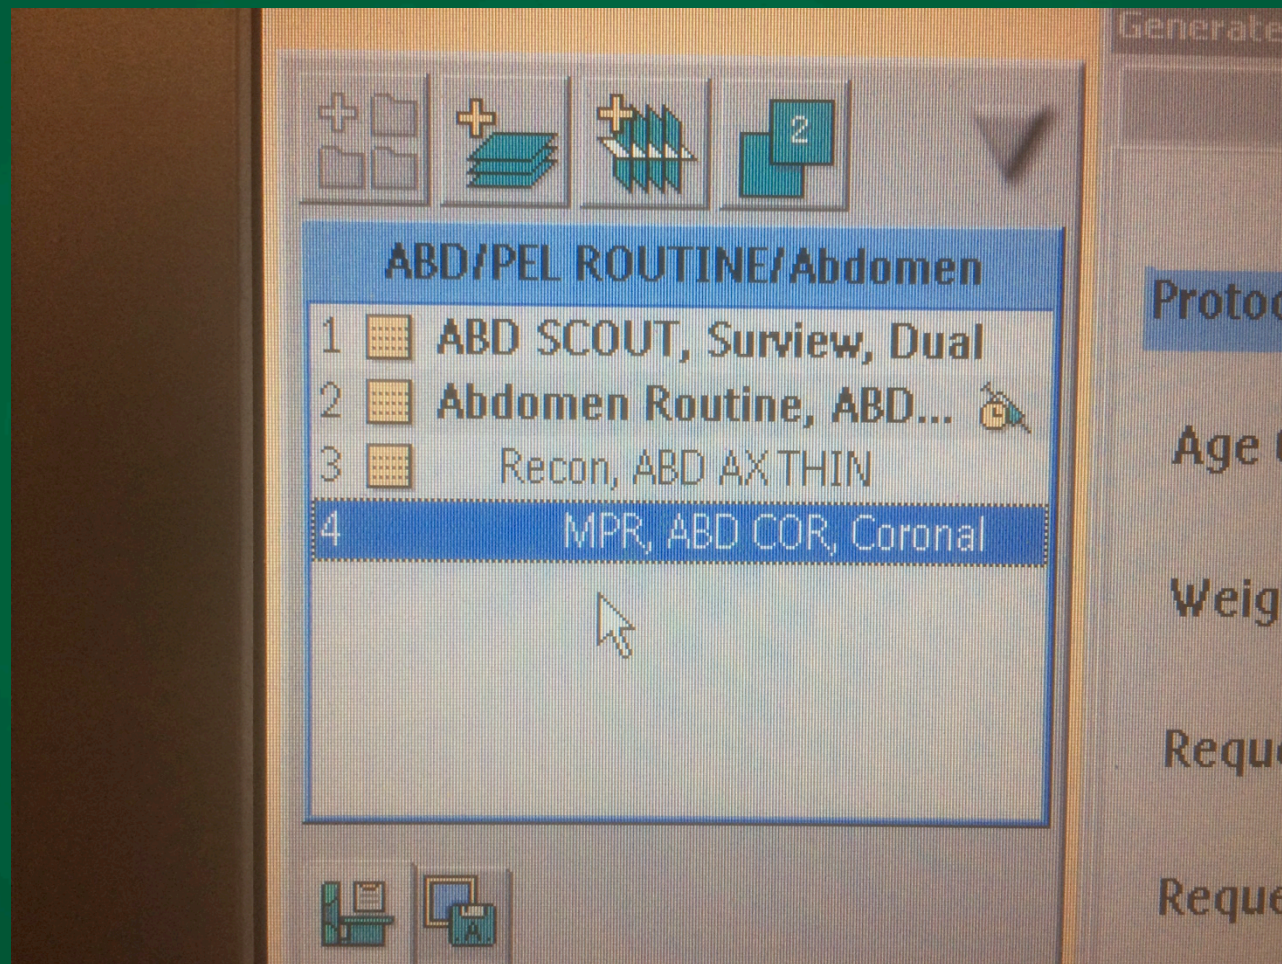 Generate
2
ABD/PEL ROUTINE/Abdomen
1 ABD SCOUT, Surview, Dual
2 Abdomen Routine, ABD...
3 Recon, ABD AX THIN
4 MPR, ABD COR, Coronal
A
Protoc
Age
Weig
Reque
Reque